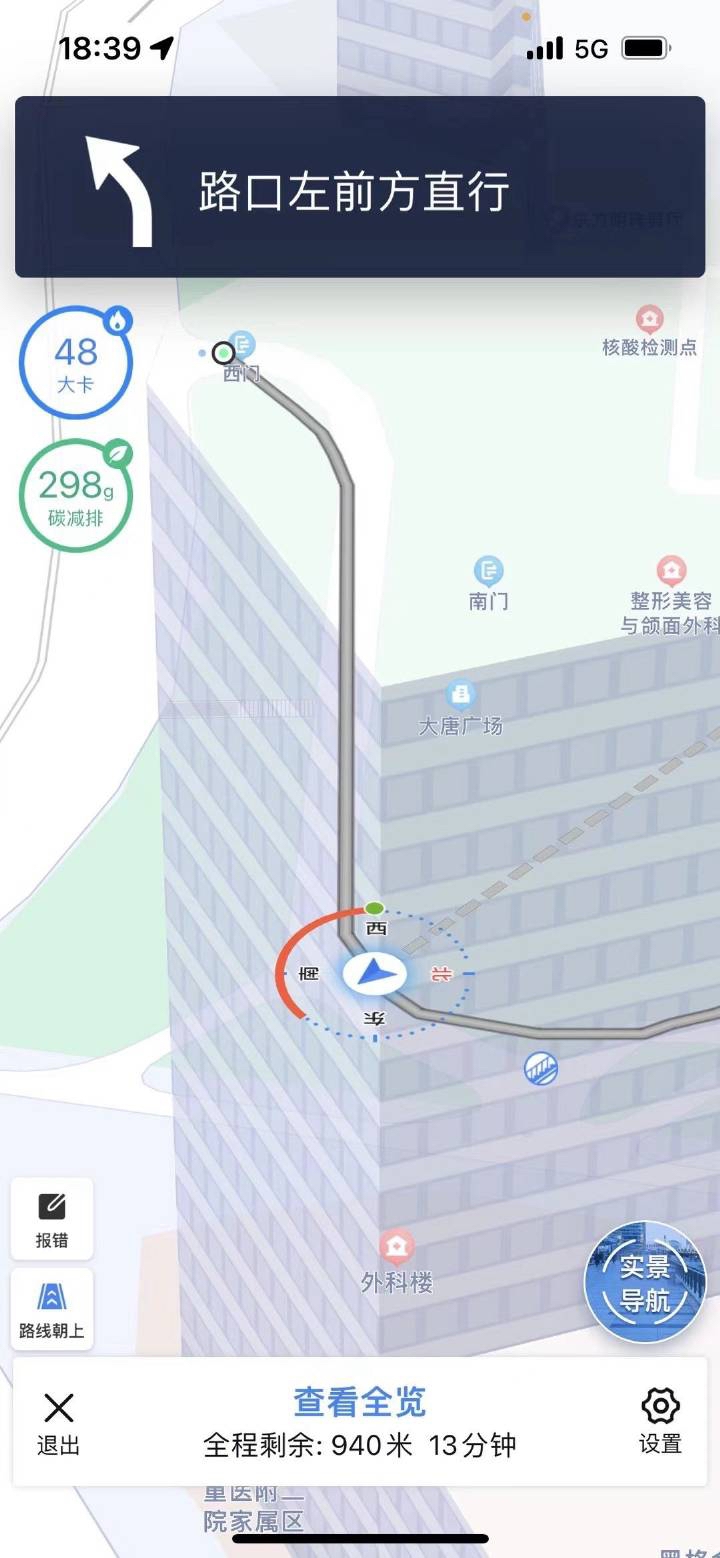 18:39
5G
路口左前方直行
48
大卡
西门
核酸检测点
298g
碳减排
南门
整形美容
与颌面外科
大唐广场
西
南
北
东
报错
外科楼
实景
导航
路线朝上
查看全览
退出
全程剩余: 940米 13分钟
设置
重医附二
院家属区